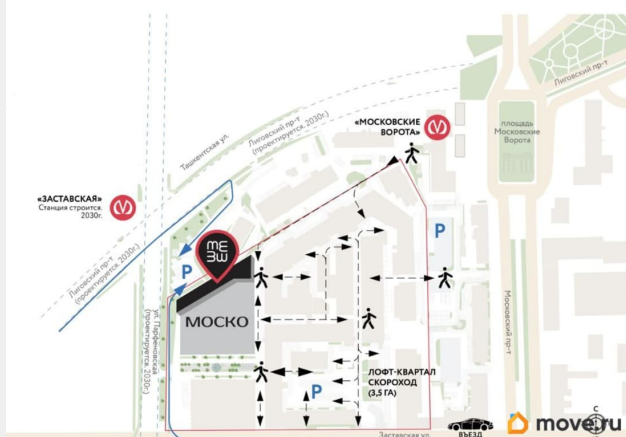 Лиговский пр-т
площадь
Московские
Ворота
«МОСКОВСКИЕ
ВОРОТА»
Лиговский пр-т
(проектируется, 2030г.)
Ташкентская ул.
«ЗАСТАВСКАЯ»
Станция строится.
2030г.
Лиговский пр-т
(проектируется, 2030г.)
P
ME
ЗW
P
МОСКО
ул. Парфёновская
(проектируется, 2030г.)
Московский пр-т
ЛОФТ-КВАРТАЛ
СКОРОХОД
(3,5 ГА)
P
Заставская ул.
ВЪЕЗД
С
move.ru